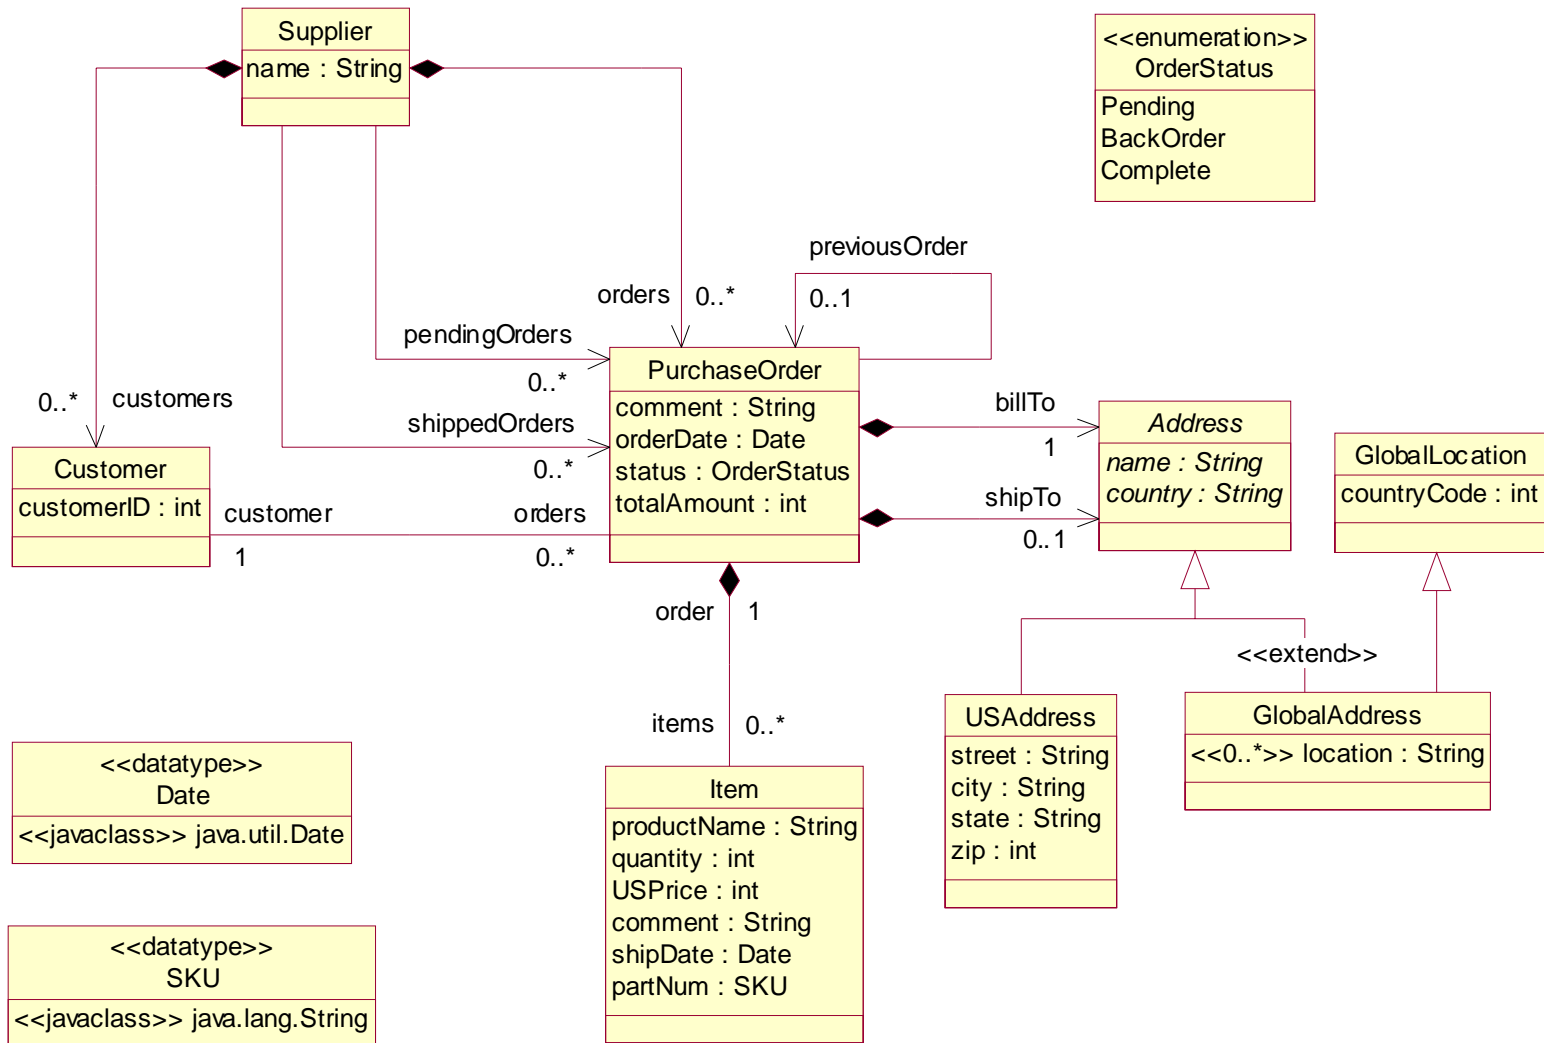 Supplier
name : String
<<enumeration>>
OrderStatus
Pending
BackOrder
Complete
previousOrder
0..1
orders
0..*
pendingOrders
0..*
shippedOrders
0..*
0..*
customers
Customer
customerID : int
customer
1
orders
0..*
PurchaseOrder
comment : String
orderDate : Date
status : OrderStatus
totalAmount : int
billTo
1
shipTo
0..1
Address
name : String
country : String
GlobalLocation
countryCode : int
order
1
items
0..*
<<extend>>
USAddress
street : String
city : String
state : String
zip : int
GlobalAddress
<<0..*>> location : String
<<datatype>>
Date
<<javaclass>> java.util.Date
Item
productName : String
quantity : int
USPrice : int
comment : String
shipDate : Date
partNum : SKU
<<datatype>>
SKU
<<javaclass>> java.lang.String